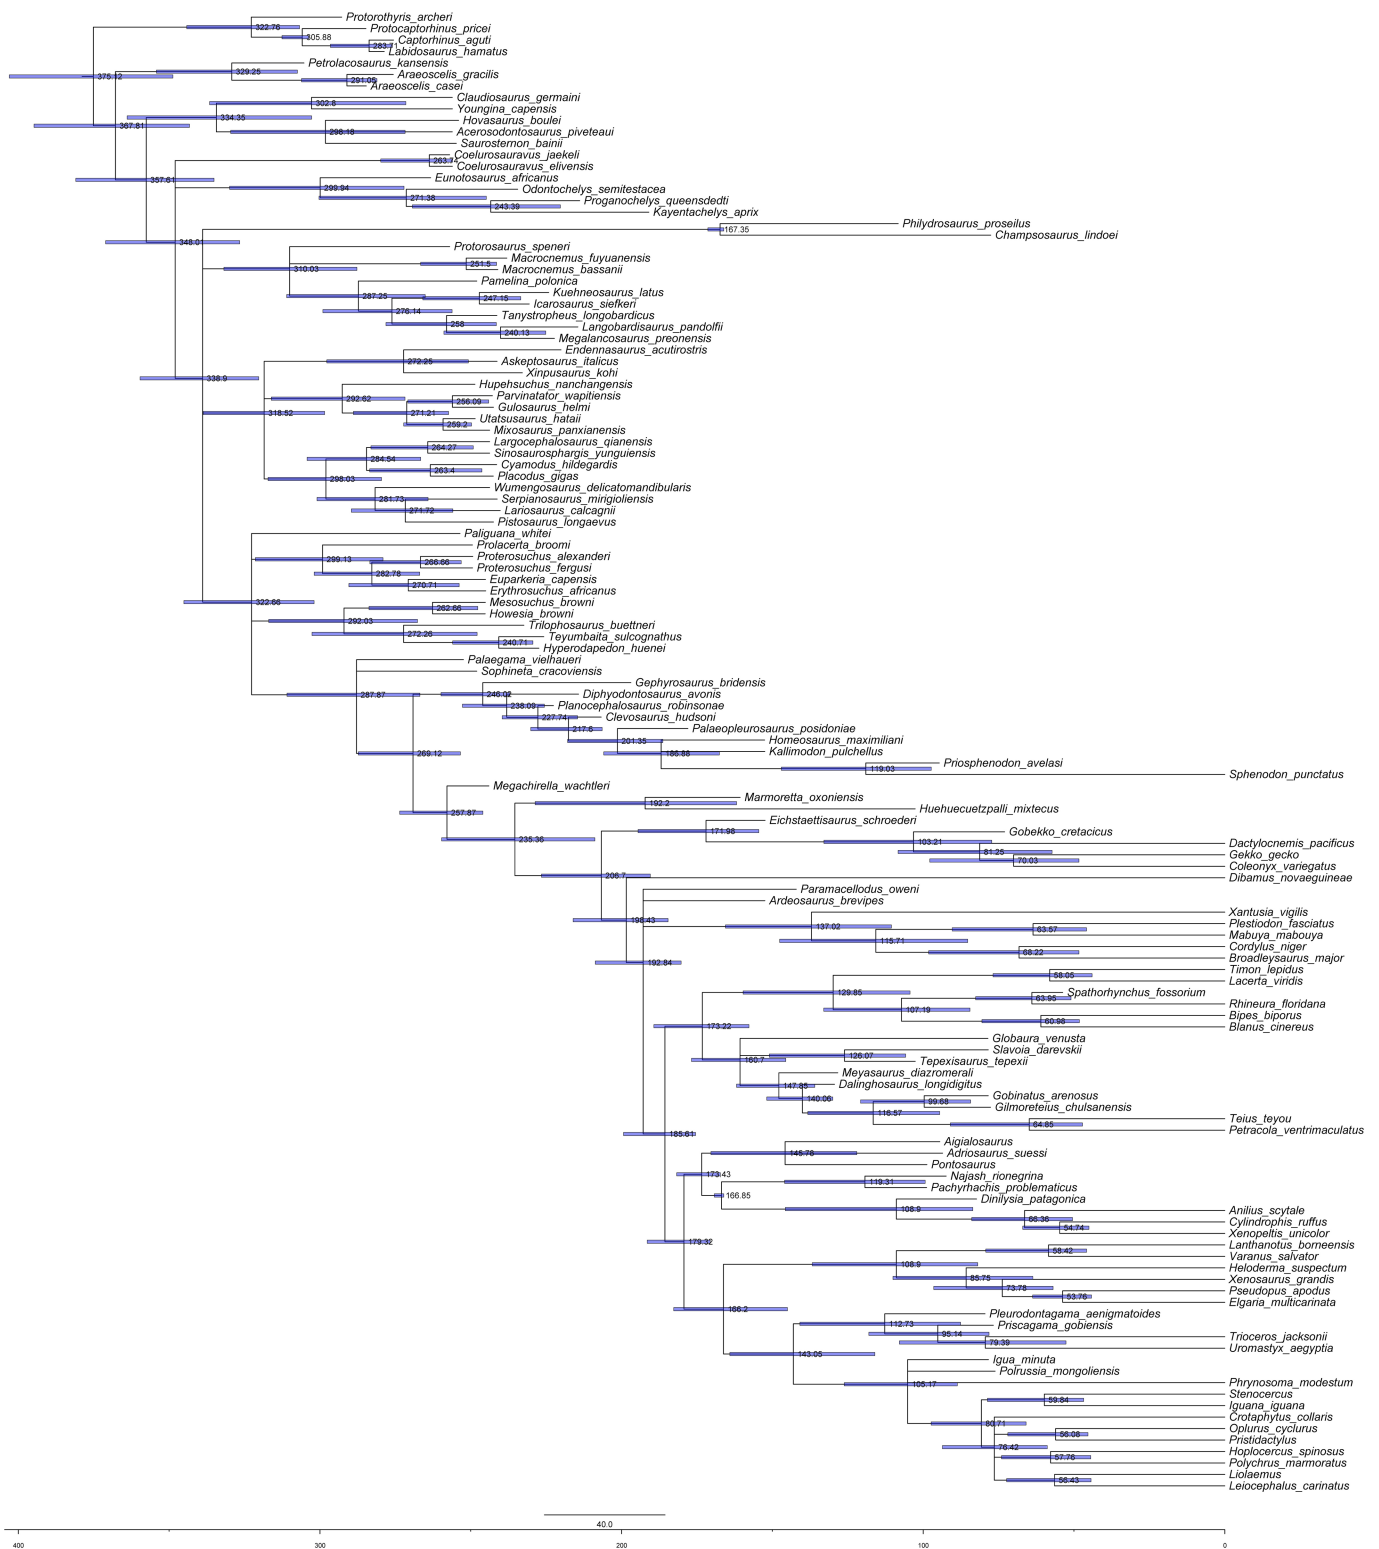 Protorothyris_archeri
322.76
Protocaptorhinus_pricei
305.88
Captorhinus_aguti
283.71
Labidosaurus_hamatus
375.12
Petrolacosaurus_kansensis
329.25
Araeoscelis_gracilis
291.05
Araeoscelis_casei
367.81
Claudiosaurus_germaini
302.8
Youngina_capensis
334.35
Hovasaurus_boulei
298.18
Acerosodontosaurus_piveteaui
Saurosternon_bainii
357.61
Coelurosauravus_jaekeli
263.74
Coelurosauravus_elivensis
Eunotosaurus_africanus
299.94
Odontochelys_semitestacea
271.38
Proganochelys_queensdedti
243.39
Kayentachelys_aprix
348.01
Philydrosaurus_proseilus
167.35
Champsosaurus_lindoei
Protorosaurus_speneri
310.03
Macrocnemus_fuyuanensis
251.5
Macrocnemus_bassanii
Pamelina_polonica
287.25
Kuehneosaurus_latus
247.15
Icarosaurus_siefkeri
276.14
Tanystropheus_longobardicus
258
Langobardisaurus_pandolfii
240.13
Megalancosaurus_preonensis
338.9
Endennasaurus_acutirostris
272.25
Askeptosaurus_italicus
Xinpusaurus_kohi
318.52
Hupehsuchus_nanchangensis
292.62
Parvinatator_wapitiensis
256.09
Gulosaurus_helmi
271.21
Utatsusaurus_hataii
259.2
Mixosaurus_panxianensis
Largocephalosaurus_qianensis
264.27
Sinosaurosphargis_yunguiensis
284.54
Cyamodus_hildegardis
263.4
Placodus_gigas
298.03
Wumengosaurus_delicatomandibularis
281.73
Serpianosaurus_mirigioliensis
271.72
Lariosaurus_calcagnii
Pistosaurus_longaevus
Paliguana_whitei
322.66
Prolacerta_broomi
299.13
Proterosuchus_alexanderi
266.66
Proterosuchus_fergusi
282.78
Euparkeria_capensis
270.71
Erythrosuchus_africanus
Mesosuchus_browni
262.66
Howesia_browni
292.03
Trilophosaurus_buettneri
272.26
Teyumbaita_sulcognathus
240.71
Hyperodapedon_huenei
Palaegama_vielhaueri
Sophineta_cracoviensis
287.87
Gephyrosaurus_bridensis
246.02
Diphyodontosaurus_avonis
238.09
Planocephalosaurus_robinsonae
227.74
Clevosaurus_hudsoni
217.6
Palaeopleurosaurus_posidoniae
201.35
Homeosaurus_maximiliani
186.88
Kallimodon_pulchellus
Priosphenodon_avelasi
119.03
Sphenodon_punctatus
269.12
Megachirella_wachtleri
257.87
Marmoretta_oxoniensis
192.2
Huehuecuetzpalli_mixtecus
235.36
Eichstaettisaurus_schroederi
171.98
Gobekko_cretacicus
103.21
Dactylocnemis_pacificus
81.25
Gekko_gecko
70.03
Coleonyx_variegatus
206.7
Dibamus_novaeguineae
198.43
Paramacellodus_oweni
Ardeosaurus_brevipes
192.84
Xantusia_vigilis
137.02
Plestiodon_fasciatus
63.57
Mabuya_mabouya
115.71
Cordylus_niger
68.22
Broadleysaurus_major
Timon_lepidus
58.05
Lacerta_viridis
129.85
Spathorhynchus_fossorium
63.95
Rhineura_floridana
107.19
Bipes_biporus
60.98
Blanus_cinereus
173.22
Globaura_venusta
160.7
Slavoia_darevskii
126.07
Tepexisaurus_tepexii
Meyasaurus_diazromerali
147.85
Dalinghosaurus_longidigitus
140.06
Gobinatus_arenosus
99.68
Gilmoreteius_chulsanensis
116.57
Teius_teyou
64.85
Petracola_ventrimaculatus
185.61
Aigialosaurus
145.76
Adriosaurus_suessi
Pontosaurus
173.43
Najash_rionegrina
119.31
Pachyrhachis_problematicus
166.85
Dinilysia_patagonica
108.9
Anilius_scytale
66.36
Cylindrophis_ruffus
54.74
Xenopeltis_unicolor
179.32
Lanthanotus_borneensis
58.42
Varanus_salvator
108.9
Heloderma_suspectum
85.75
Xenosaurus_grandis
73.78
Pseudopus_apodus
53.76
Elgaria_multicarinata
166.2
Pleurodontagama_aenigmatoides
112.73
Priscagama_gobiensis
95.14
Trioceros_jacksonii
79.39
Uromastyx_aegyptia
143.05
Igua_minuta
Polrussia_mongoliensis
105.17
Phrynosoma_modestum
Stenocercus
59.84
Iguana_iguana
80.71
Crotaphytus_collaris
Oplurus_cyclurus
56.08
Pristidactylus
76.42
Hoplocercus_spinosus
57.76
Polychrus_marmoratus
Liolaemus
56.43
Leiocephalus_carinatus
40.0
400 300 200 100 0